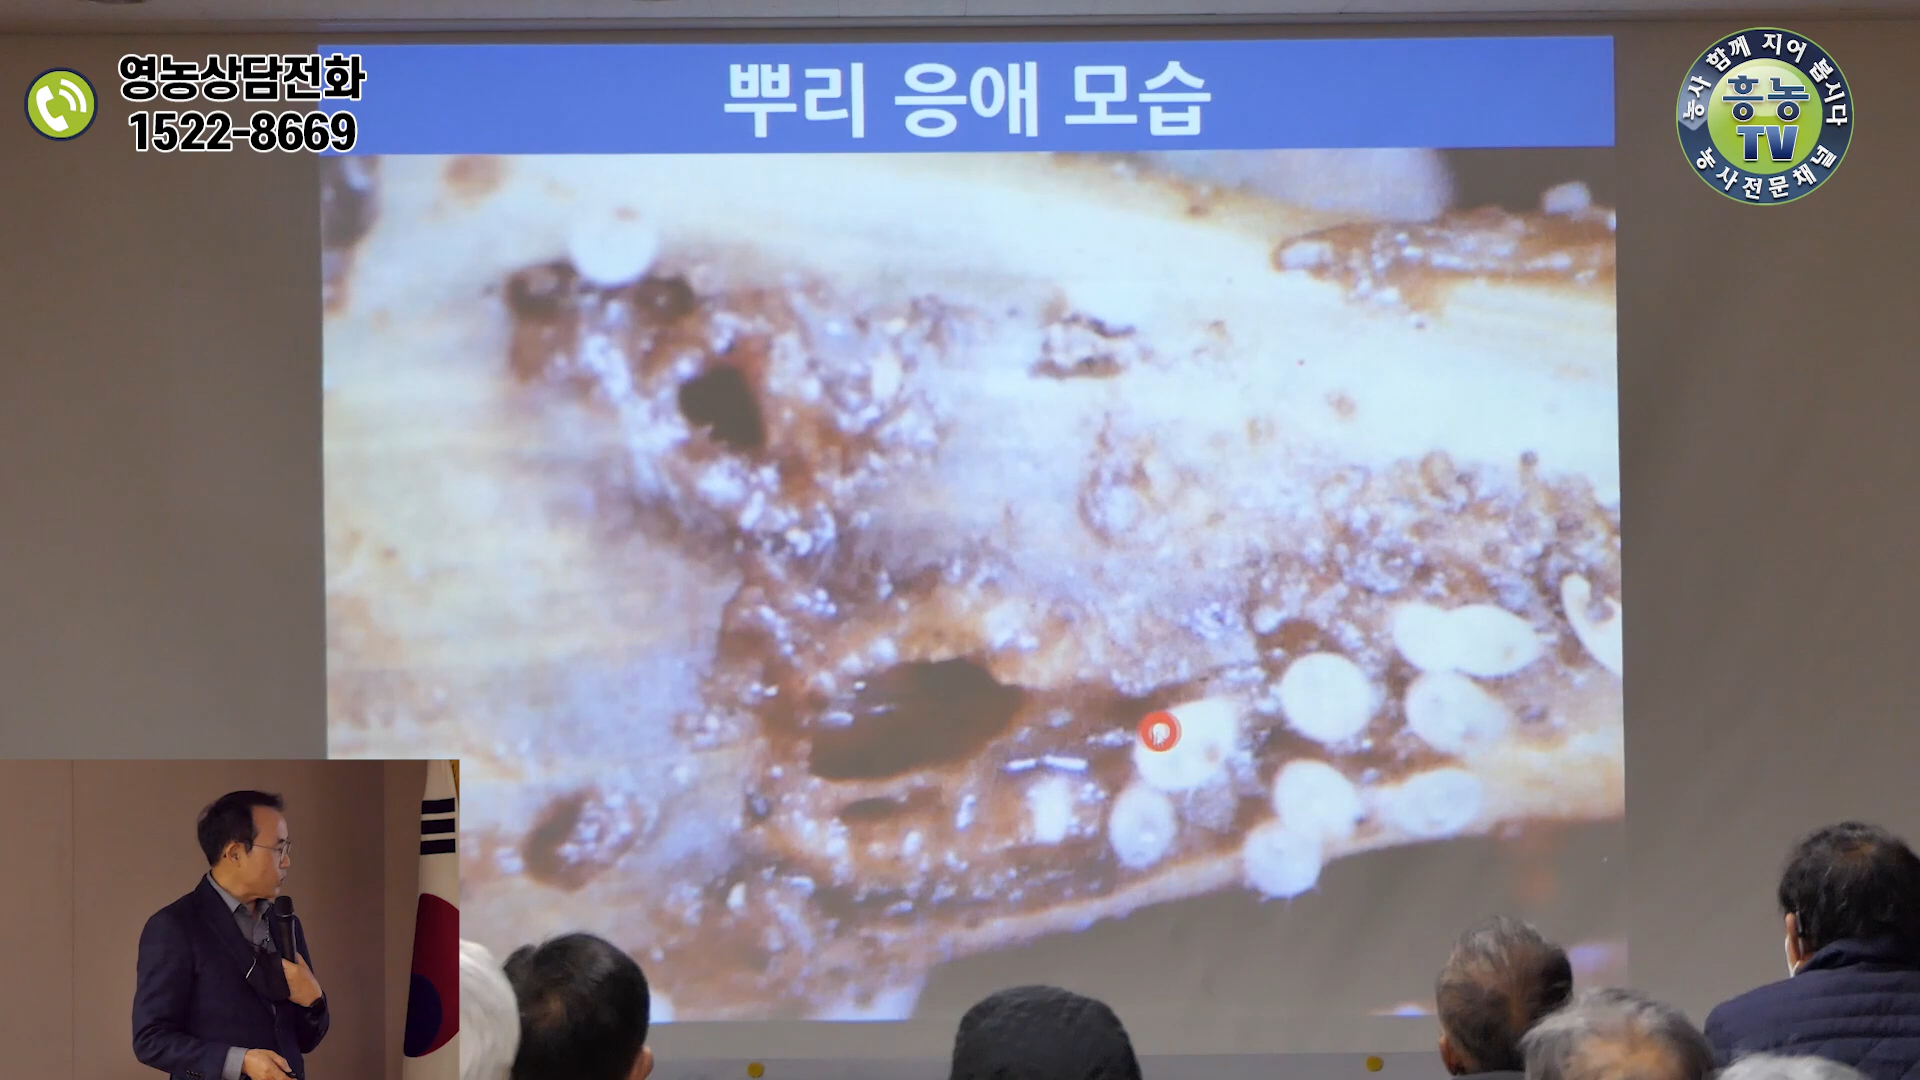 영농상담전화
1522-8669
뿌리 응애 모습
농사 함께 지어 봅시다
흥농
TV
농사전문채널